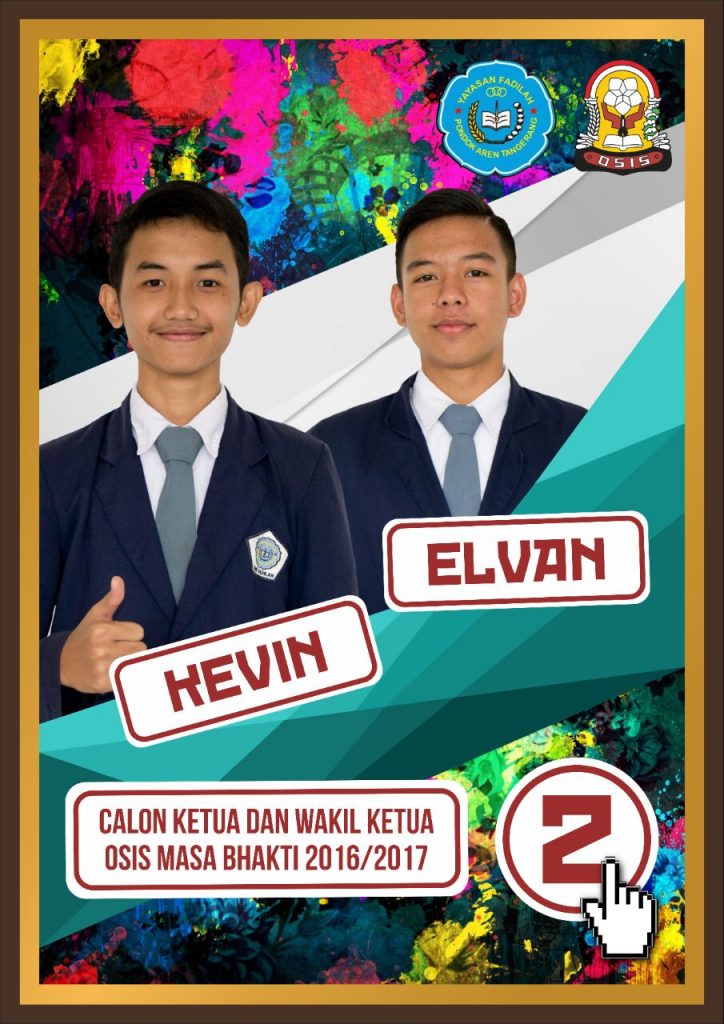 YAYASAN FADILAH
PONDOK AREN TANGERANG
OSIS
ELVAN
KEVIN
CALON KETUA DAN WAKIL KETUA
OSIS MASA BHAKTI 2016/2017
2